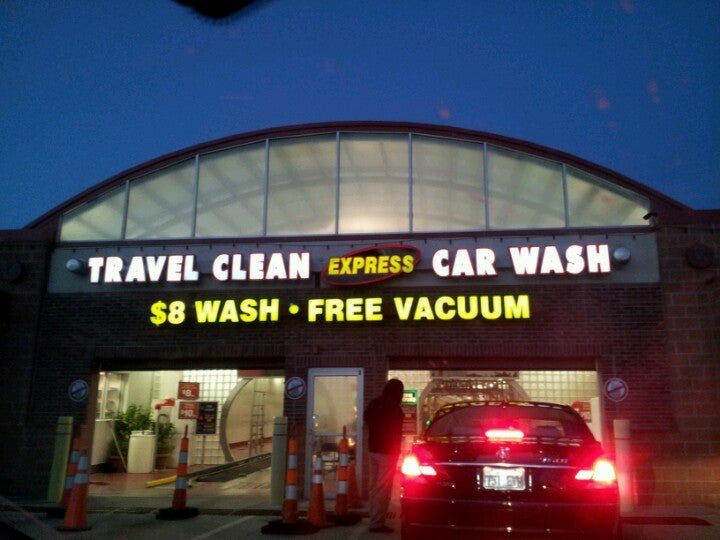 TRAVEL CLEAN EXPRESS CAR WASH
$8 WASH • FREE VACUUM